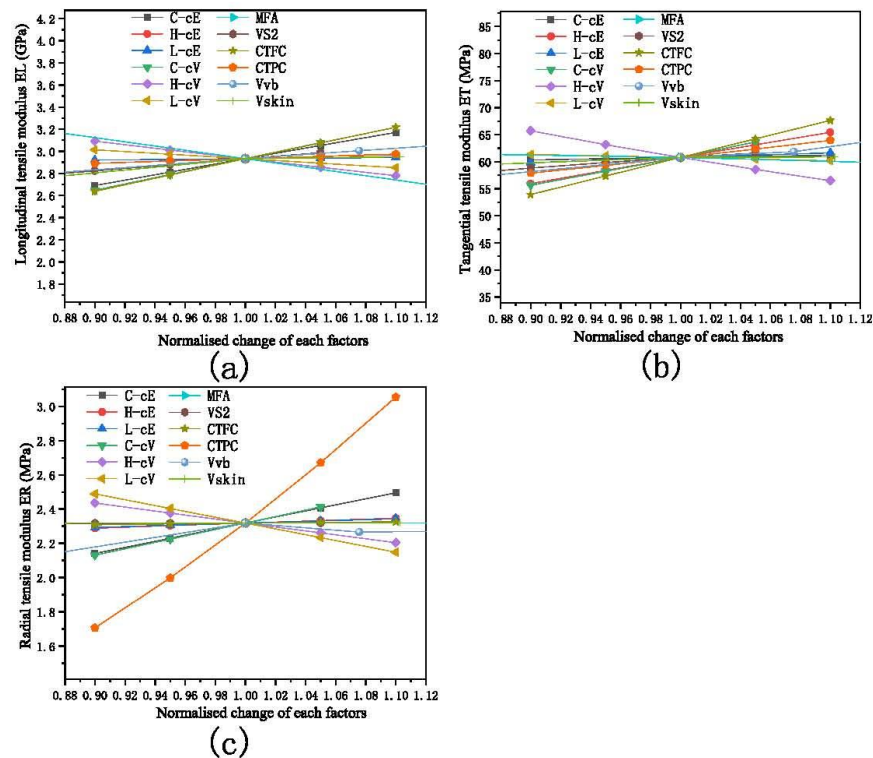 Longitudinal tensile modulus EL (GPa)
4.2
4.0
3.8
3.6
3.4
3.2
3.0
2.8
2.6
2.4
2.2
2.0
1.8
C-cE
H-cE
L-cE
C-cV
H-cV
L-cV
MFA
VS2
CTFC
CTPC
Vvb
Vskin
0.88 0.90 0.92 0.94 0.96 0.98 1.00 1.02 1.04 1.06 1.08 1.10 1.12
Normalised change of each factors
(a)
Tangential tensile modulus ET (MPa)
85
80
75
70
65
60
55
50
45
40
35
C-cE
H-cE
L-cE
C-cV
H-cV
L-cV
MFA
VS2
CTFC
CTPC
Vvb
Vskin
0.88 0.90 0.92 0.94 0.96 0.98 1.00 1.02 1.04 1.06 1.08 1.10 1.12
Normalised change of each factors
(b)
Radial tensile modulus ER (MPa)
3.0
2.8
2.6
2.4
2.2
2.0
1.8
1.6
C-cE
H-cE
L-cE
C-cV
H-cV
L-cV
MFA
VS2
CTFC
CTPC
Vvb
Vskin
0.88 0.90 0.92 0.94 0.96 0.98 1.00 1.02 1.04 1.06 1.08 1.10 1.12
Normalised change of each factors
(c)